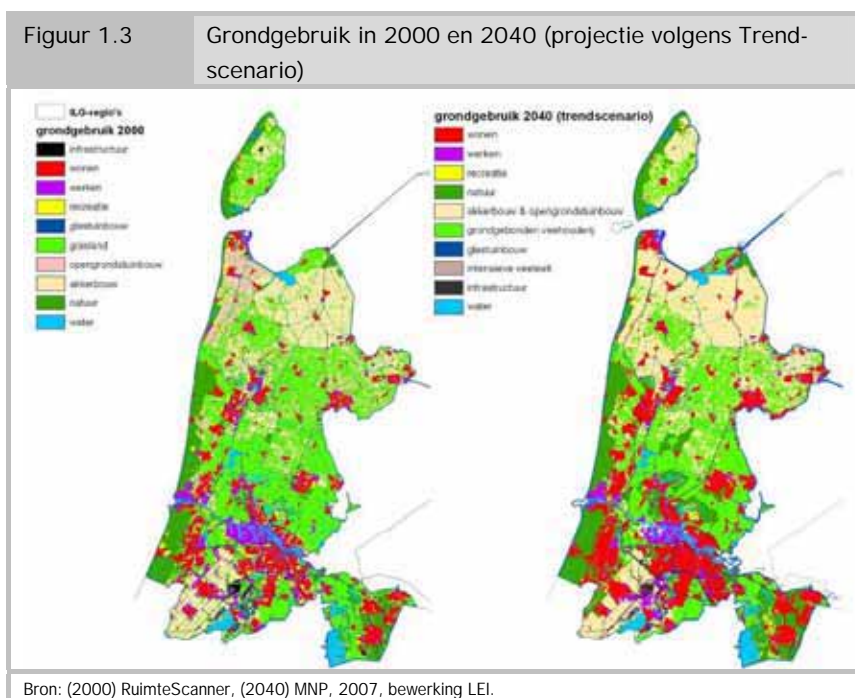 Figuur 1.3
Grondgebruik in 2000 en 2040 (projectie volgens Trend-
scenario)
ILG-regio's
grondgebruik 2000
infrastructuur
wonen
werken
recreatie
glastuinbouw
grasland
opengrondstuinbouw
akkerbouw
natuur
water
grondgebruik 2040 (trendscenario)
wonen
werken
recreatie
natuur
akkerbouw & opengrondstuinbouw
grondgebonden veehouderij
glastuinbouw
intensieve veeteelt
infrastructuur
water
Bron: (2000) RuimteScanner, (2040) MNP, 2007, bewerking LEI.